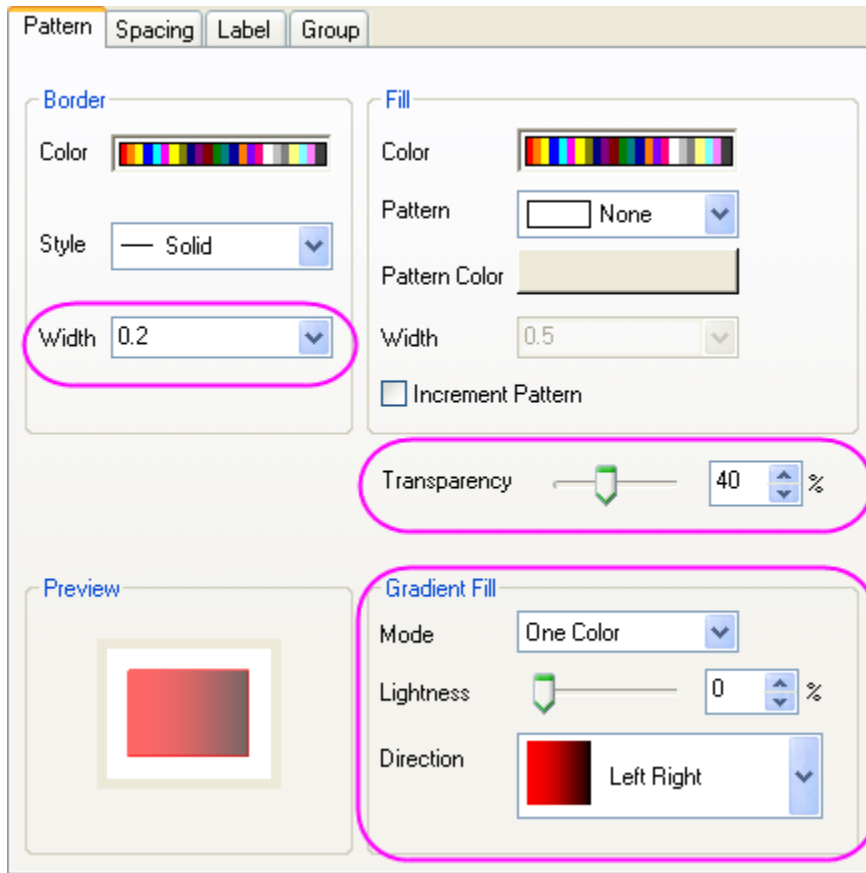 Pattern Spacing Label Group
Border
Color
Style
Solid
Width
0.2
Fill
Color
Pattern
None
Pattern Color
Width
0.5
Increment Pattern
Transparency
40 %
Preview
Gradient Fill
Mode
One Color
Lightness
0 %
Direction
Left Right